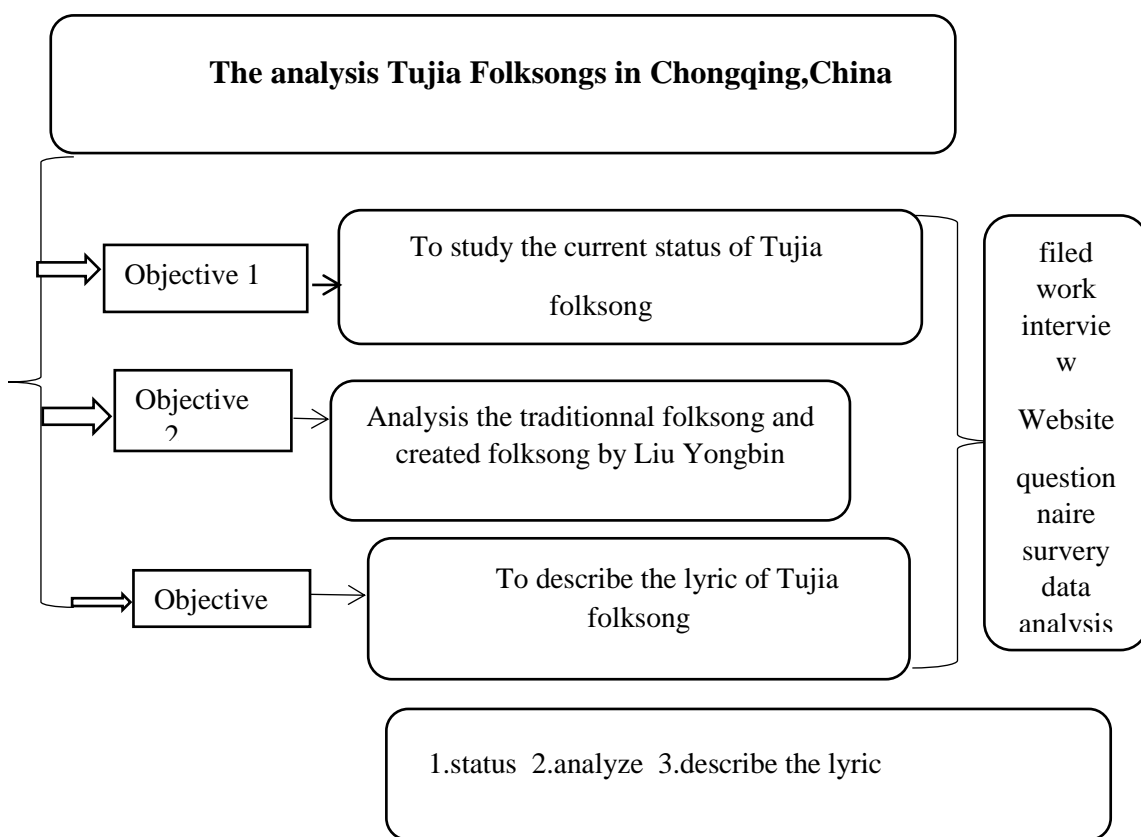 The analysis Tujia Folksongs in Chongqing,China
Objective 1
To study the current status of Tujia
folksong
Objective
2
Analysis the traditionnal folksong and
created folksong by Liu Yongbin
Objective
To describe the lyric of Tujia
folksong
filed
work
intervie
w
Website
question
naire
survery
data
analysis
1.status 2.analyze 3.describe the lyric